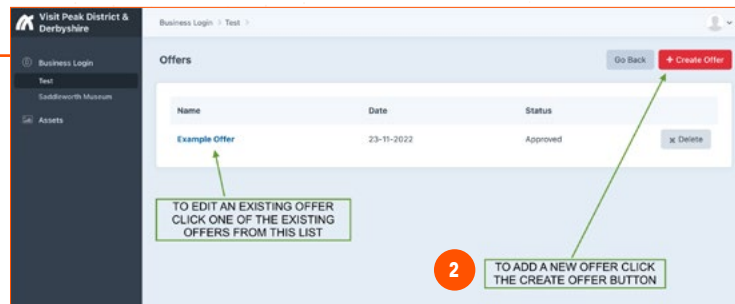 Visit Peak District &
Derbyshire
Business Login > Test >
Business Login
Test
Saddleworth Museum
Assets
Offers
Go Back
+ Create Offer
Name Date Status
Example Offer 23-11-2022 Approved x Delete
TO EDIT AN EXISTING OFFER
CLICK ONE OF THE EXISTING
OFFERS FROM THIS LIST
2
TO ADD A NEW OFFER CLICK
THE CREATE OFFER BUTTON